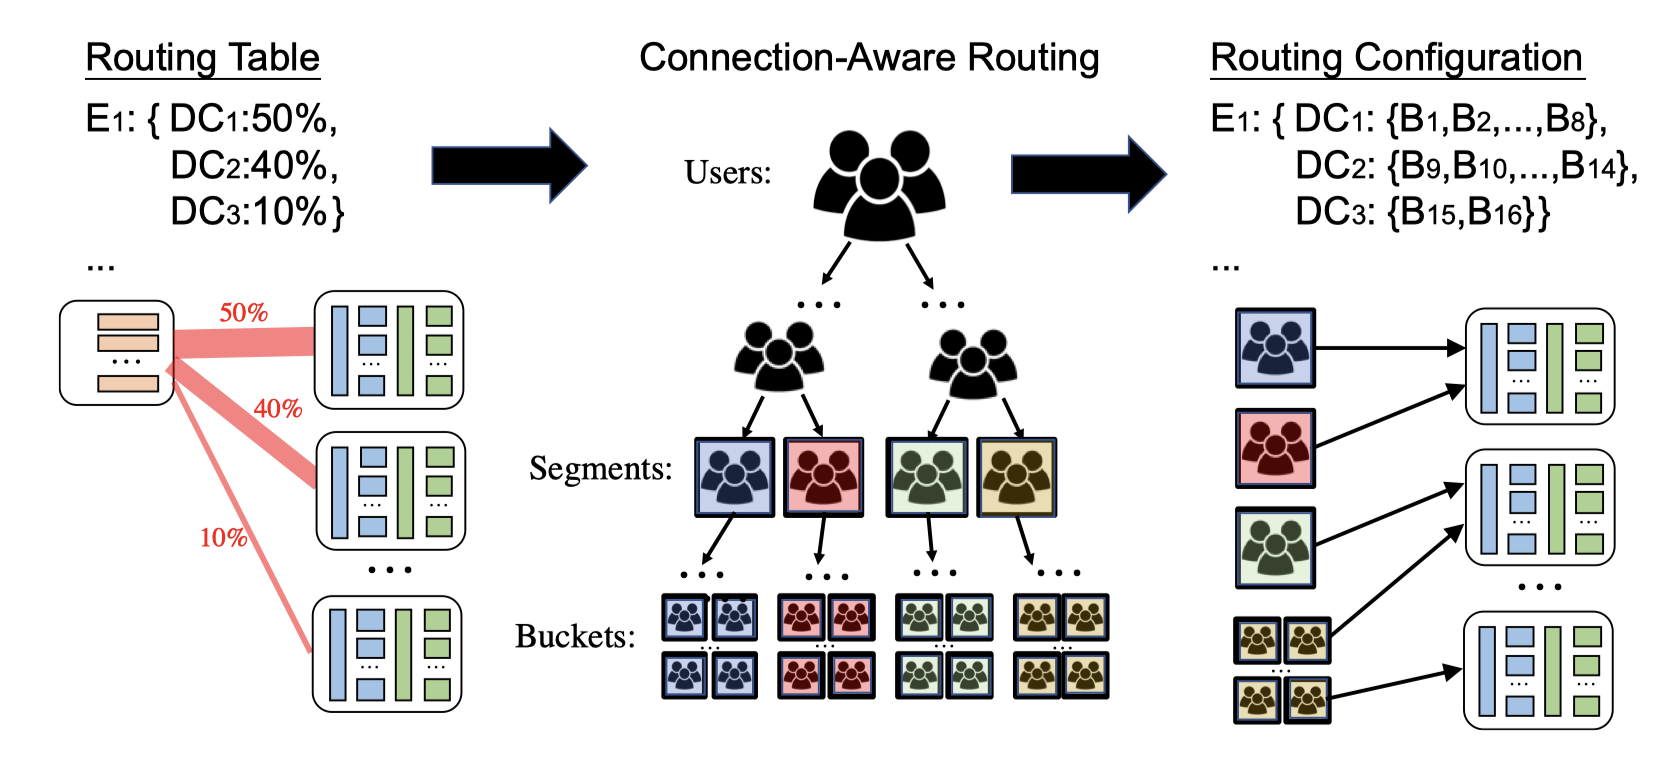 Routing Table
E1: { DC1:50%,
DC2:40%,
DC3:10%}
...
50%
40%
10%
...
Connection-Aware Routing
Users:
... ...
Segments:
... ... ... ...
Buckets:
Routing Configuration
E1: { DC1: {B1,B2,...,B8},
DC2: {B9,B10,...,B14},
DC3: {B15,B16}}
...
...